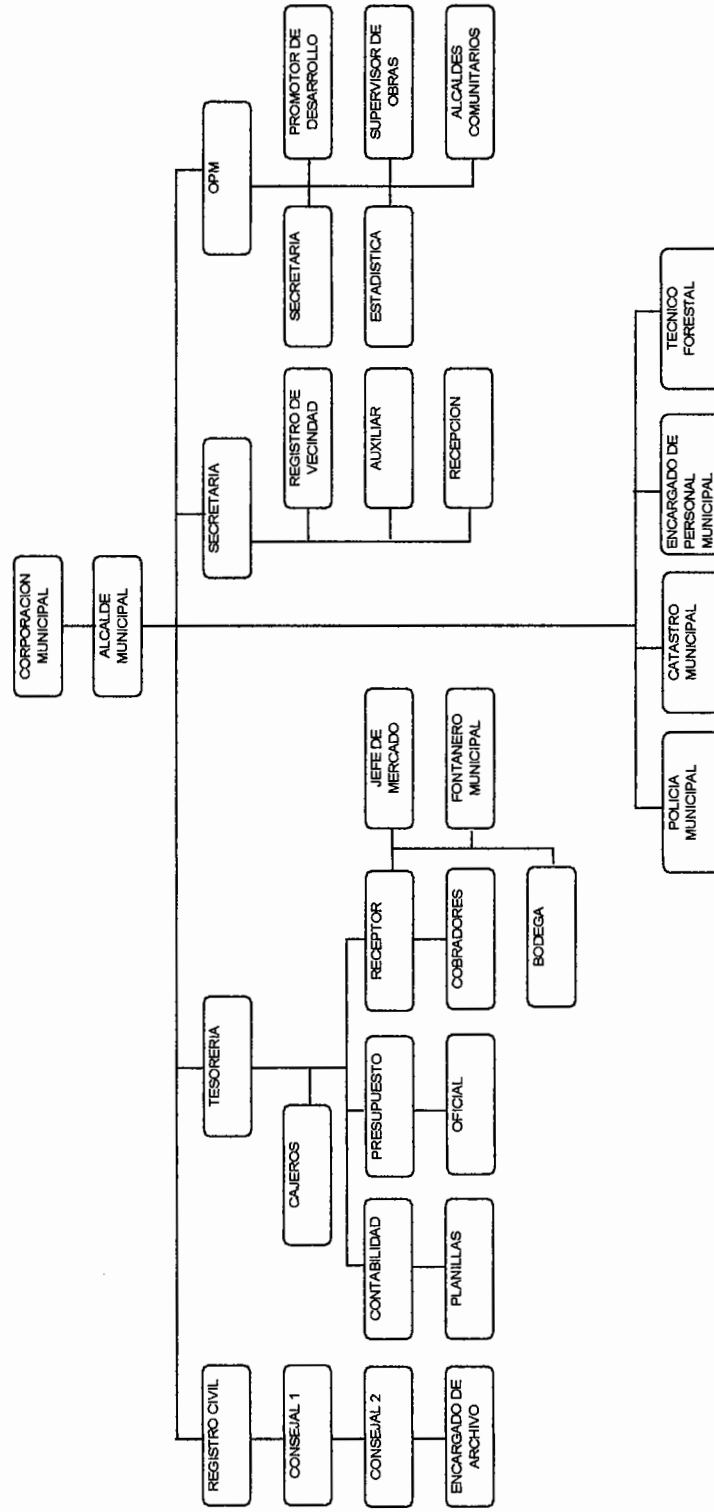 CORPORACION
MUNICIPAL
ALCALDE
MUNICIPAL
REGISTRO CIVIL
TESORERIA
SECRETARIA
OPM
CONSEJAL 1
CONSEJAL 2
ENCARGADO DE
ARCHIVO
CAJEROS
CONTABILIDAD
PRESUPUESTO
RECEPTOR
JEFE DE
MERCADO
PLANILLAS
OFICIAL
COBRADORES
FONTANERO
MUNICIPAL
BODEGA
REGISTRO DE
VECINDAD
AUXILIAR
RECEPCION
SECRETARIA
PROMOTOR DE
DESARROLLO
ESTADISTICA
SUPERVISOR DE
OBRAS
ALCALDES
COMUNITARIOS
POLICIA
MUNICIPAL
CATASTRO
MUNICIPAL
ENCARGADO DE
PERSONAL
MUNICIPAL
TECNICO
FORESTAL